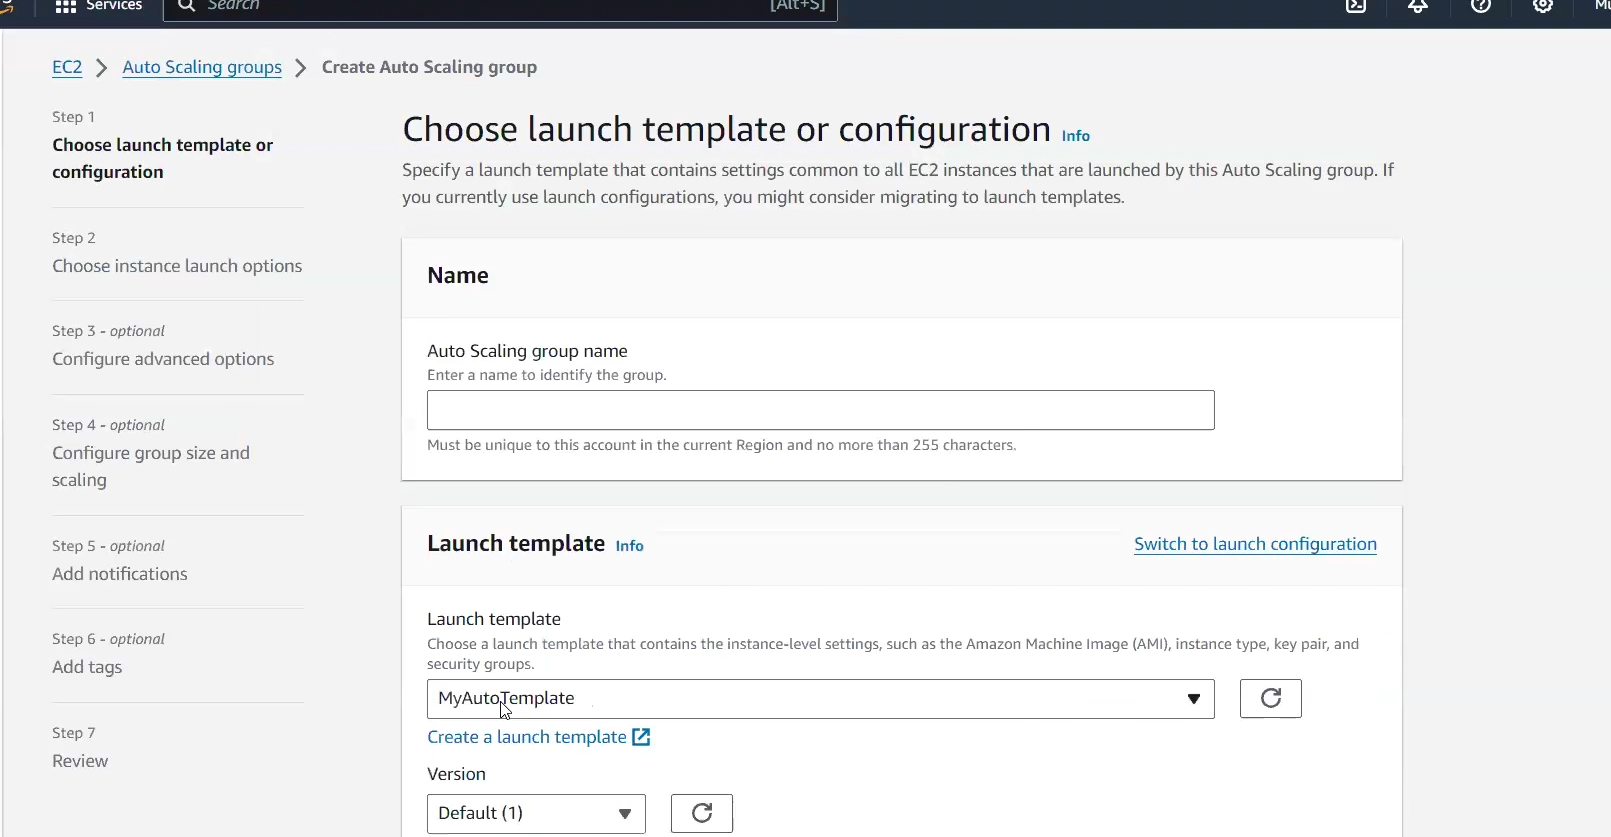 Services
Search
[Alt+S]
EC2 > Auto Scaling groups > Create Auto Scaling group
Step 1
Choose launch template or
configuration
Step 2
Choose instance launch options
Step 3 - optional
Configure advanced options
Step 4 - optional
Configure group size and
scaling
Step 5 - optional
Add notifications
Step 6 - optional
Add tags
Step 7
Review
Choose launch template or configuration Info
Specify a launch template that contains settings common to all EC2 instances that are launched by this Auto Scaling group. If
you currently use launch configurations, you might consider migrating to launch templates.
Name
Auto Scaling group name
Enter a name to identify the group.
Must be unique to this account in the current Region and no more than 255 characters.
Launch template Info
Switch to launch configuration
Launch template
Choose a launch template that contains the instance-level settings, such as the Amazon Machine Image (AMI), instance type, key pair, and
security groups.
MyAutoTemplate
Create a launch template
Version
Default (1)